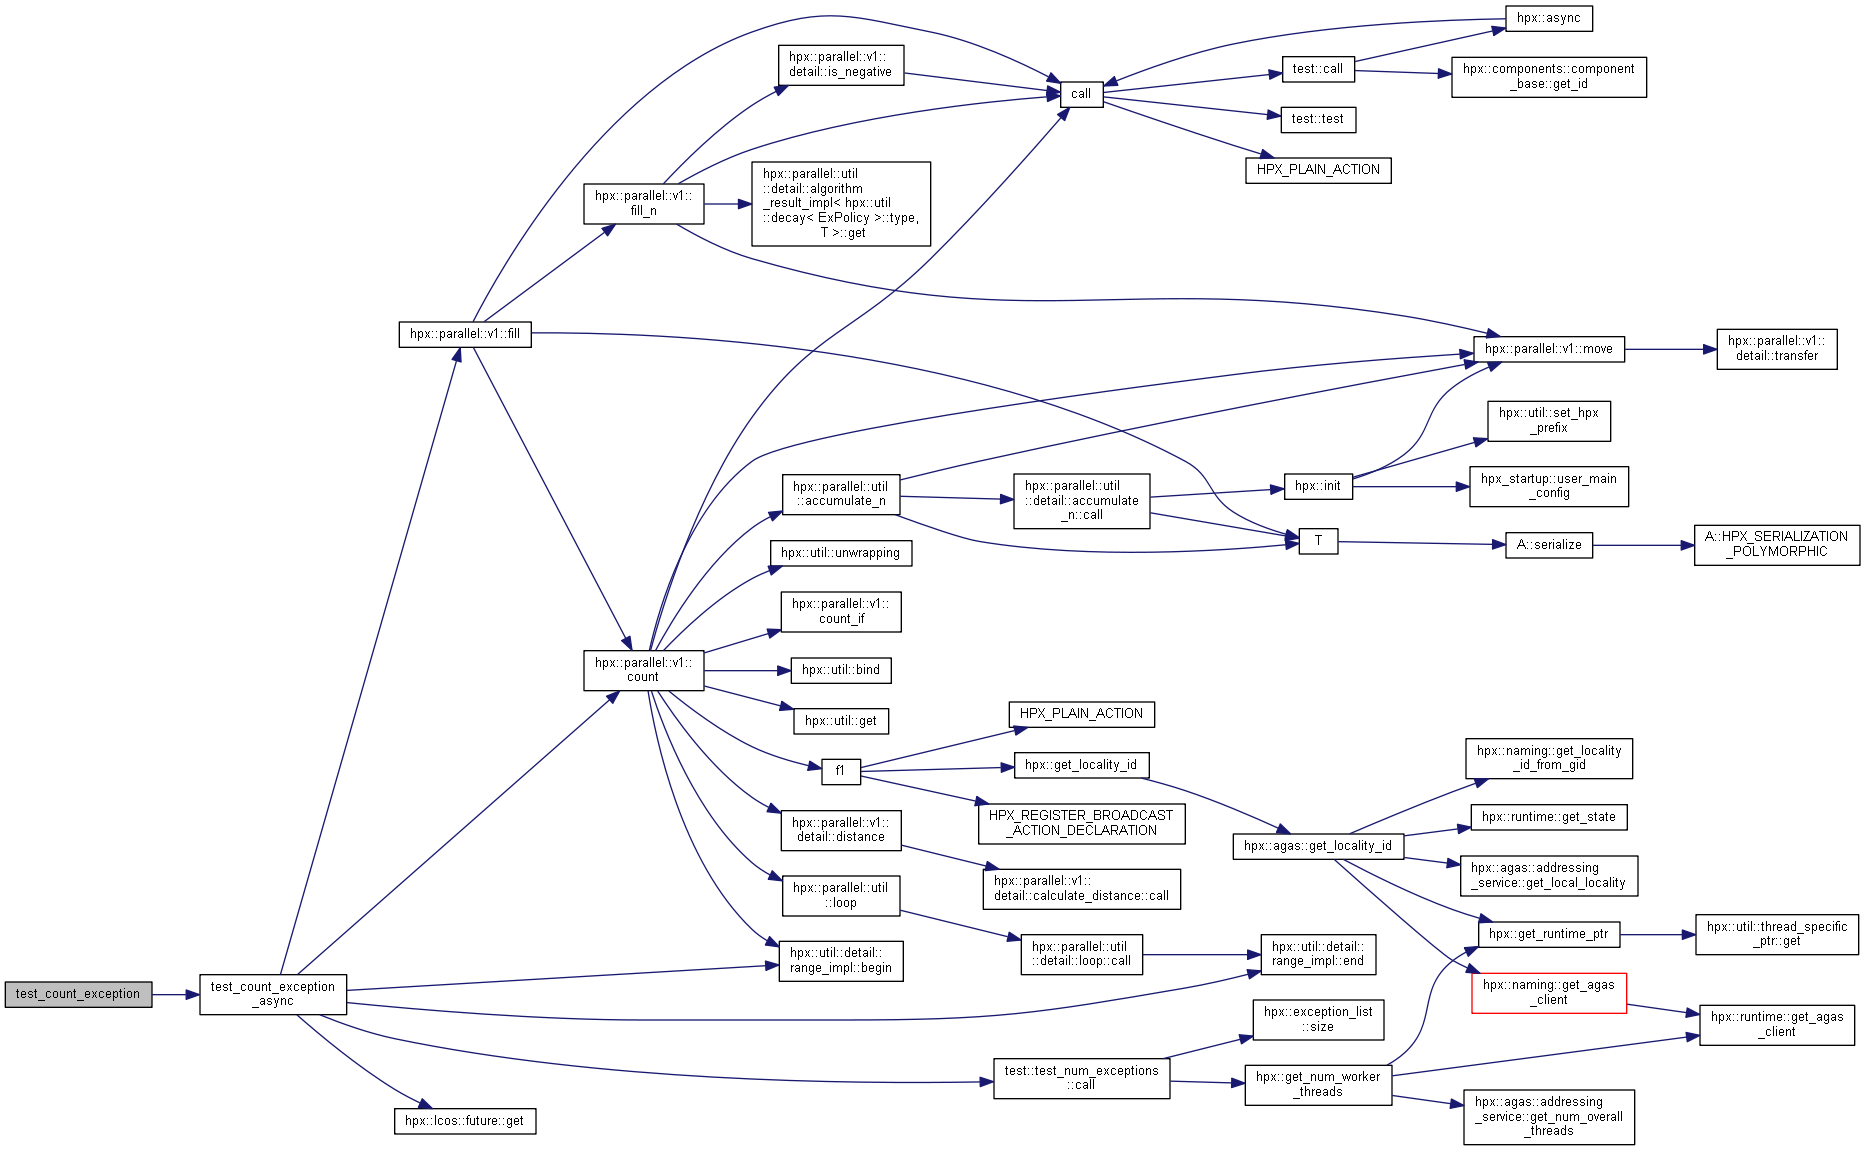 hpx::async
hpx::parallel::v1::
detail::is_negative
test::call
hpx::components::component
_base::get_id
call
test::test
HPX_PLAIN_ACTION
hpx::parallel::util
::detail::algorithm
_result_impl< hpx::util
::decay< ExPolicy >::type,
T >::get
hpx::parallel::v1::
fill_n
hpx::parallel::v1::fill
hpx::parallel::v1::move
hpx::parallel::v1::
detail::transfer
hpx::util::set_hpx
_prefix
hpx::parallel::util
::accumulate_n
hpx::parallel::util
::detail::accumulate
_n::call
hpx::init
hpx_startup::user_main
_config
T
A::serialize
A::HPX_SERIALIZATION
_POLYMORPHIC
hpx::util::unwrapping
hpx::parallel::v1::
count_if
hpx::parallel::v1::
count
hpx::util::bind
hpx::util::get
HPX_PLAIN_ACTION
f1
hpx::get_locality_id
hpx::naming::get_locality
_id_from_gid
HPX_REGISTER_BROADCAST
_ACTION_DECLARATION
hpx::runtime::get_state
hpx::parallel::v1::
detail::distance
hpx::agas::get_locality_id
hpx::agas::addressing
_service::get_local_locality
hpx::parallel::v1::
detail::calculate_distance::call
hpx::parallel::util
::loop
hpx::get_runtime_ptr
hpx::util::thread_specific
_ptr::get
hpx::parallel::util
::detail::loop::call
hpx::util::detail::
range_impl::end
hpx::util::detail::
range_impl::begin
test_count_exception
test_count_exception
_async
hpx::naming::get_agas
_client
hpx::runtime::get_agas
_client
hpx::exception_list
::size
test::test_num_exceptions
::call
hpx::get_num_worker
_threads
hpx::agas::addressing
_service::get_num_overall
_threads
hpx::lcos::future::get